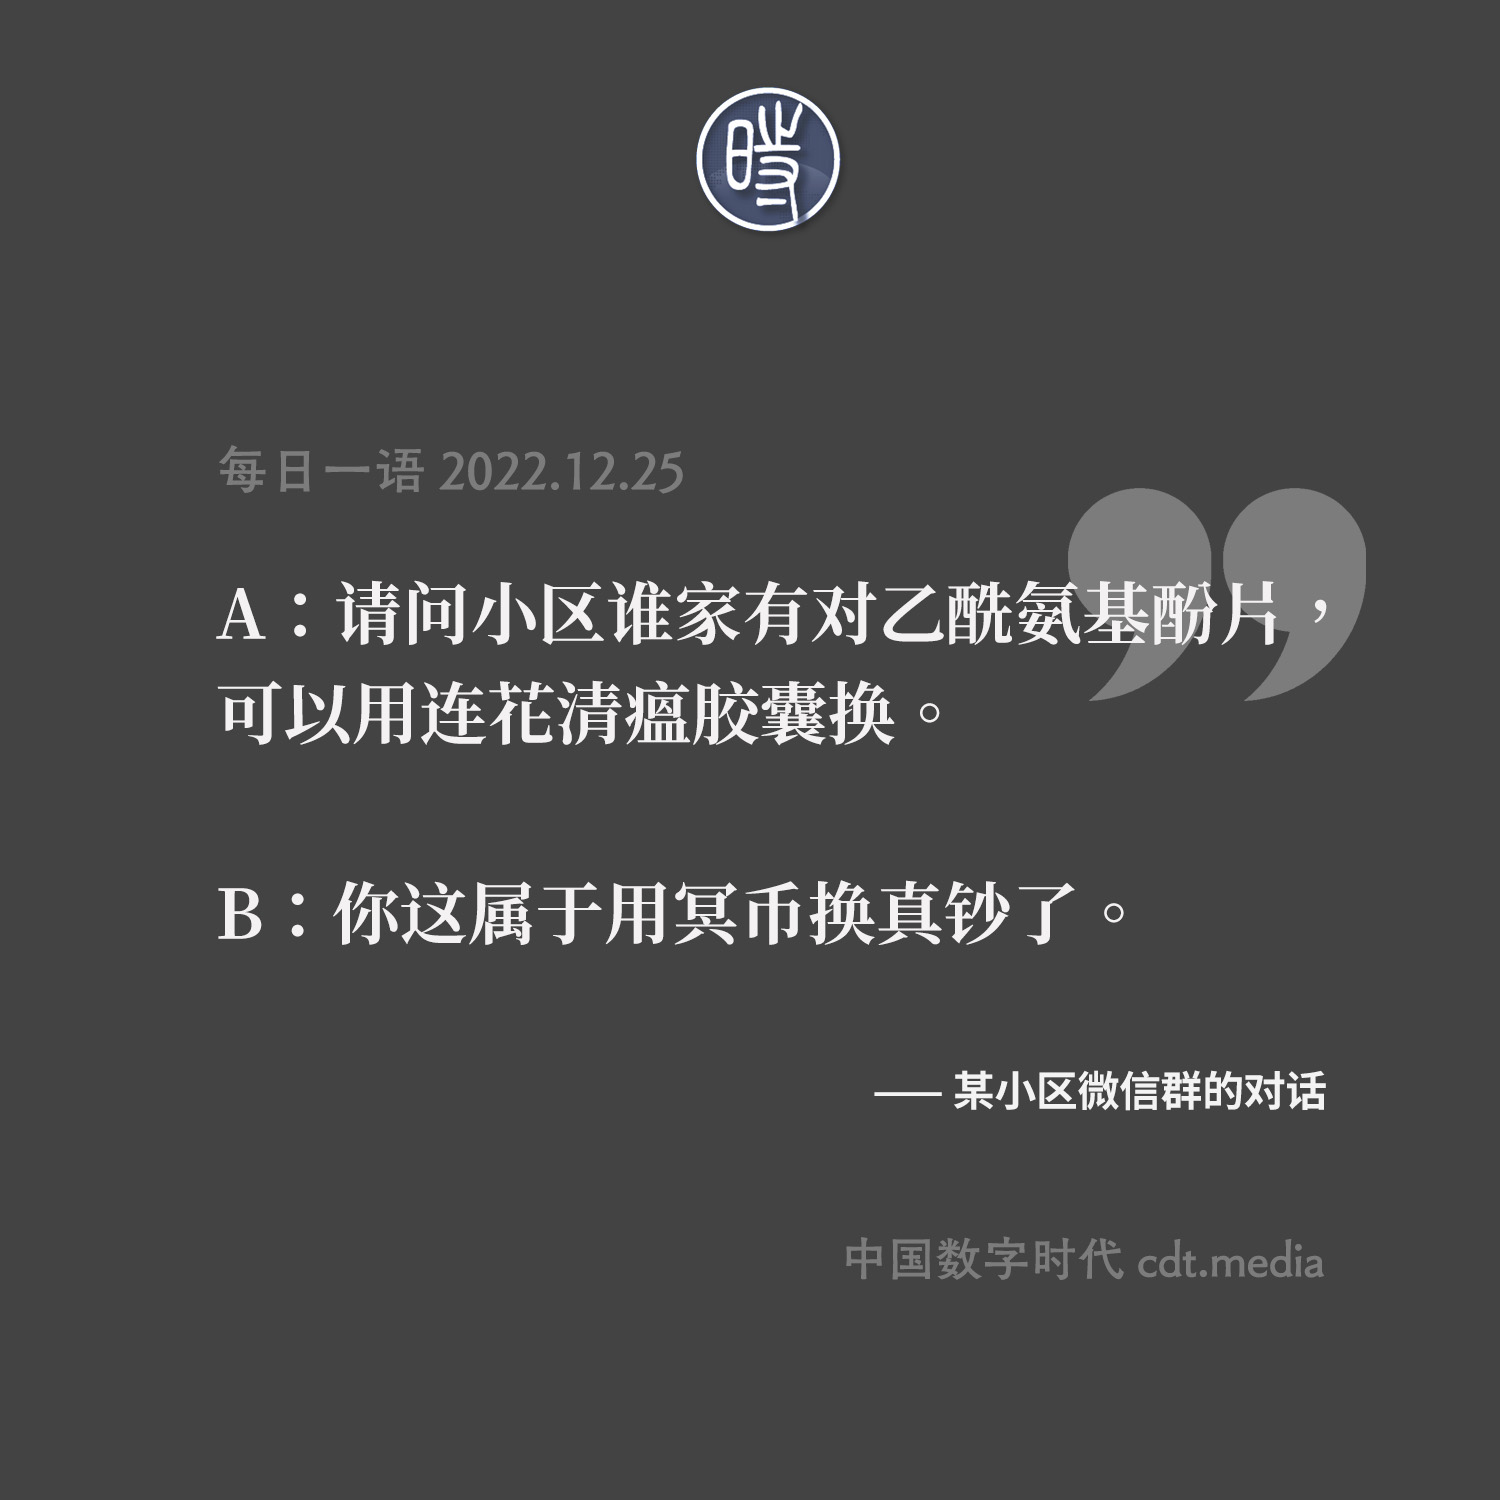 時
每日一语 2022.12.25
A：请问小区谁家有对乙酰氨基酚片，
可以用连花清瘟胶囊换。
B：你这属于用冥币换真钞了。
—— 某小区微信群的对话
中国数字时代 cdt.media